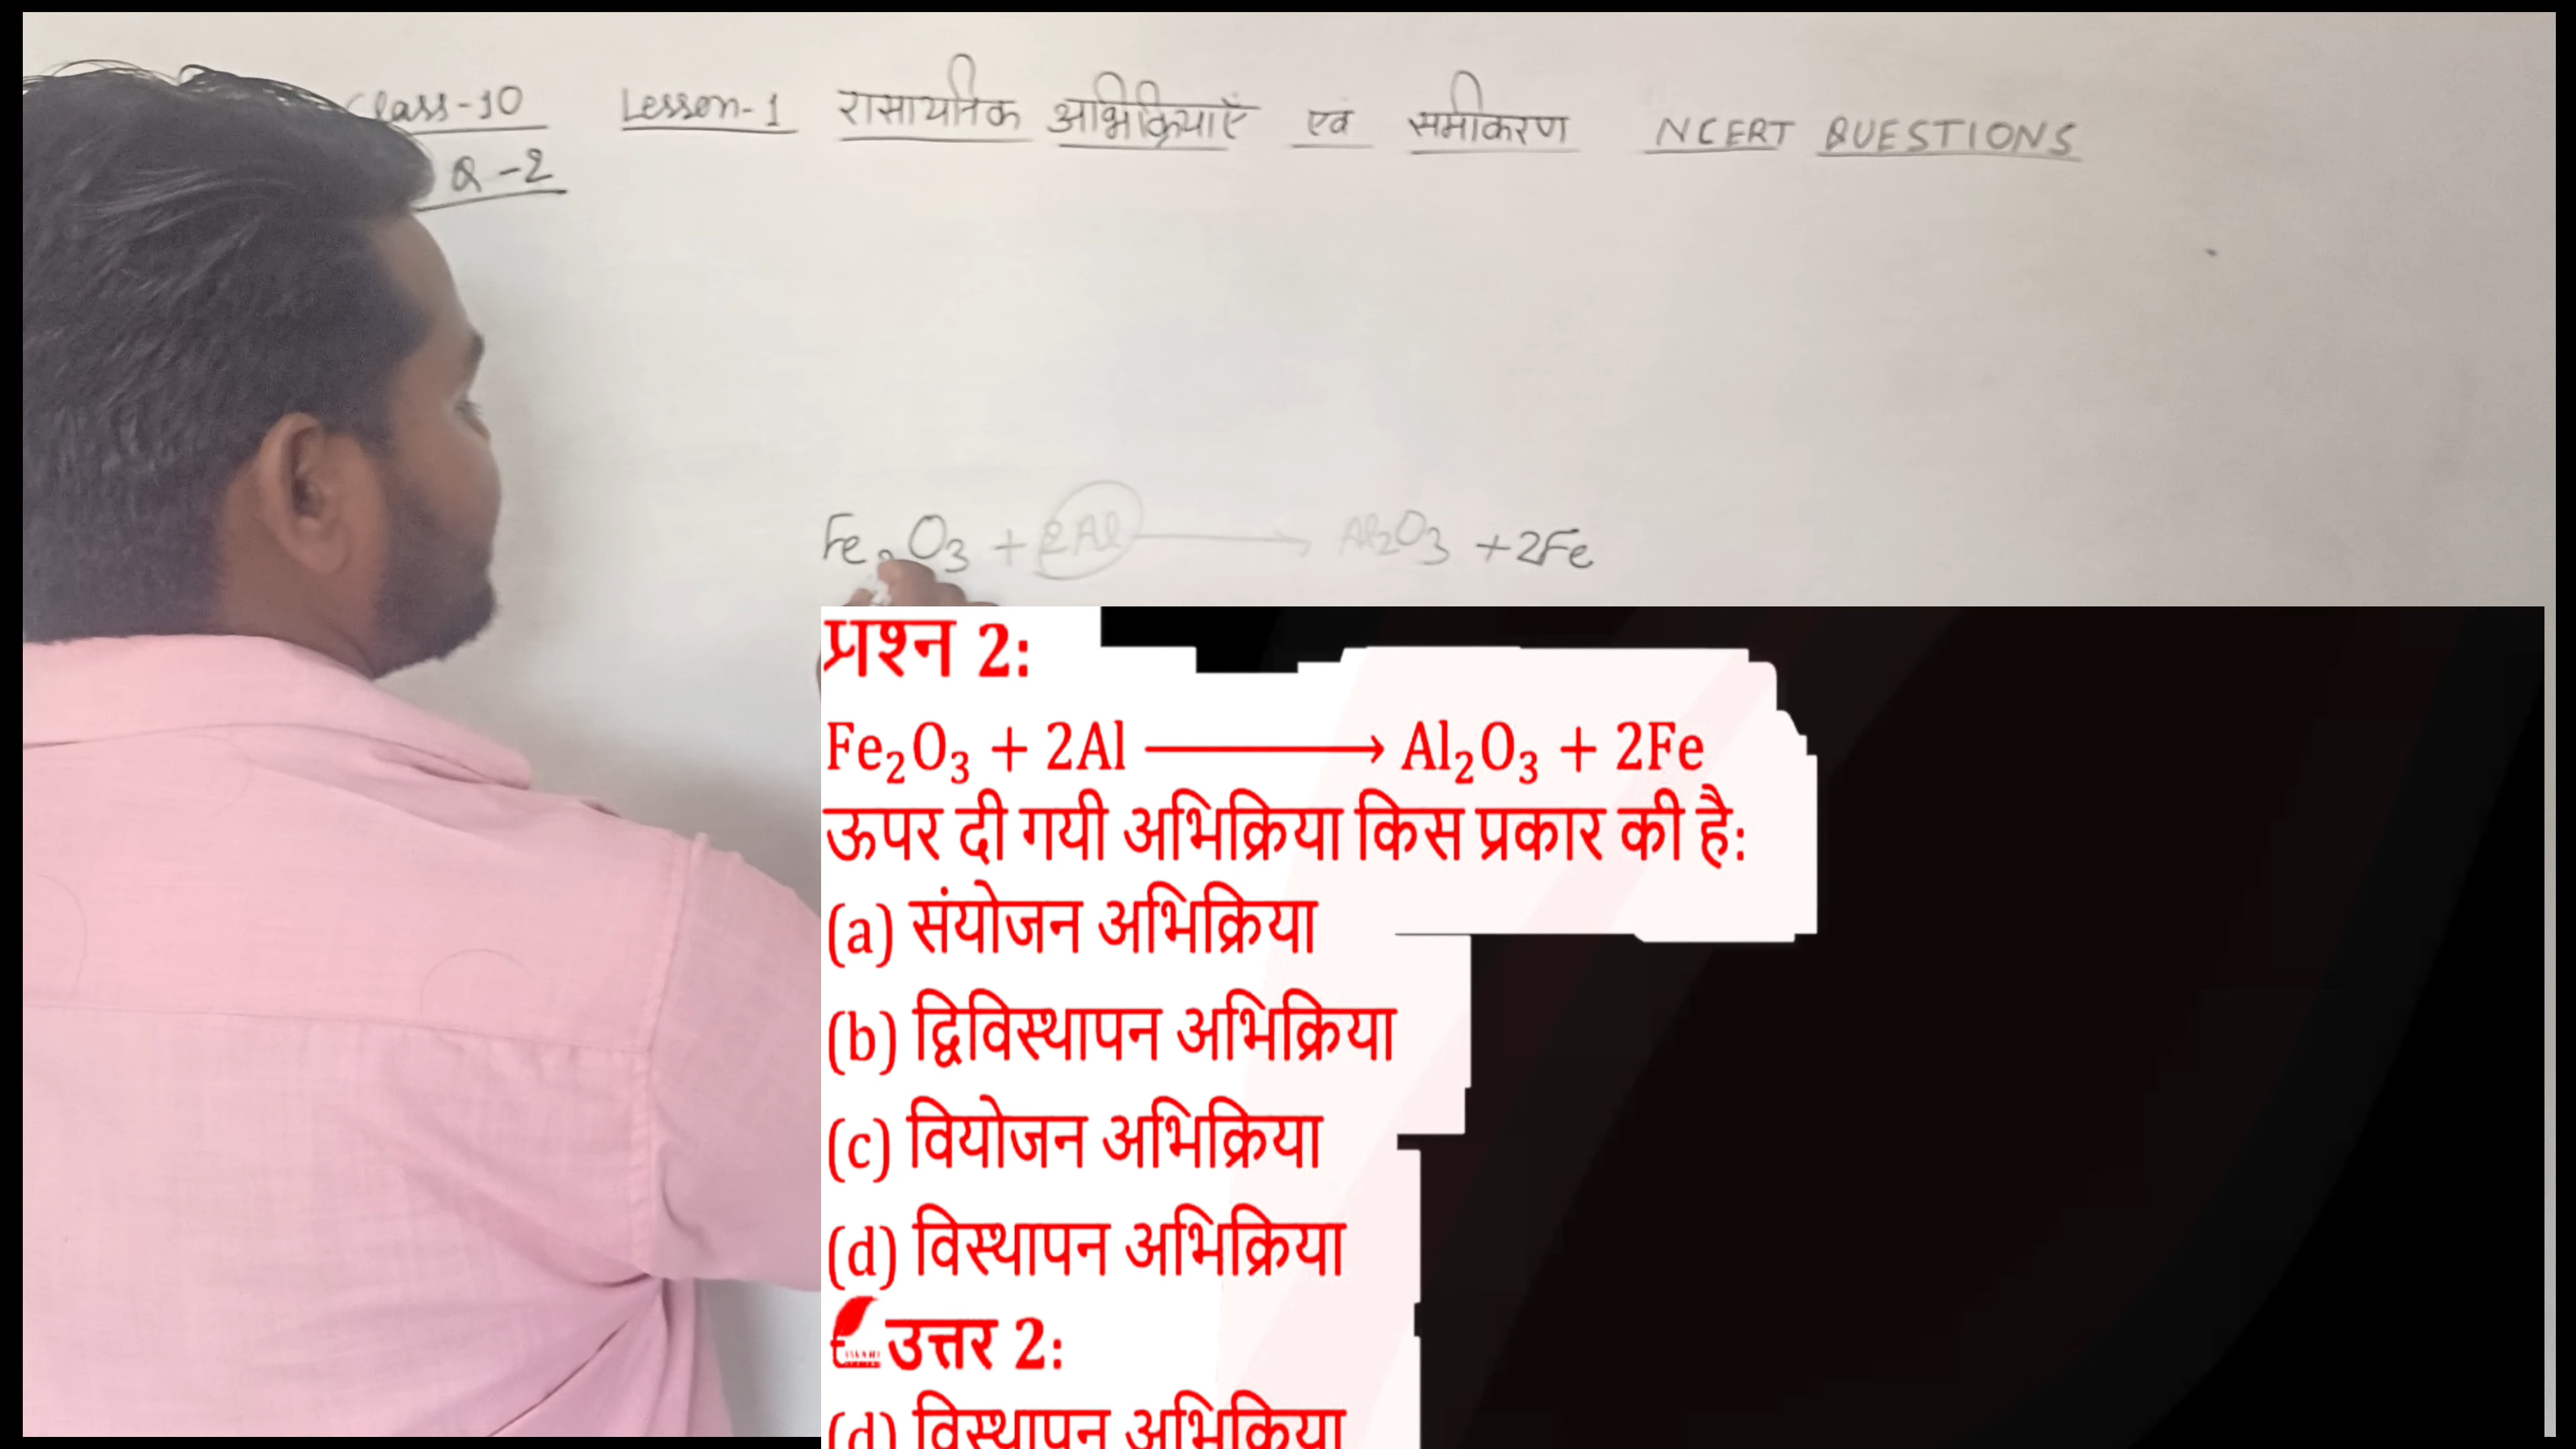 Class-10 Lesson-1 रासायनिक अभिक्रियाएँ एवं समीकरण NCERT QUESTIONS
Q-2
Fe₂O₃ + 2Al ⟶ Al₂O₃ + 2Fe
प्रश्न 2:
Fe₂O₃ + 2Al ⟶ Al₂O₃ + 2Fe
ऊपर दी गयी अभिक्रिया किस प्रकार की है:
(a) संयोजन अभिक्रिया
(b) द्विविस्थापन अभिक्रिया
(c) वियोजन अभिक्रिया
(d) विस्थापन अभिक्रिया
उत्तर 2:
(d) विस्थापन अभिक्रिया